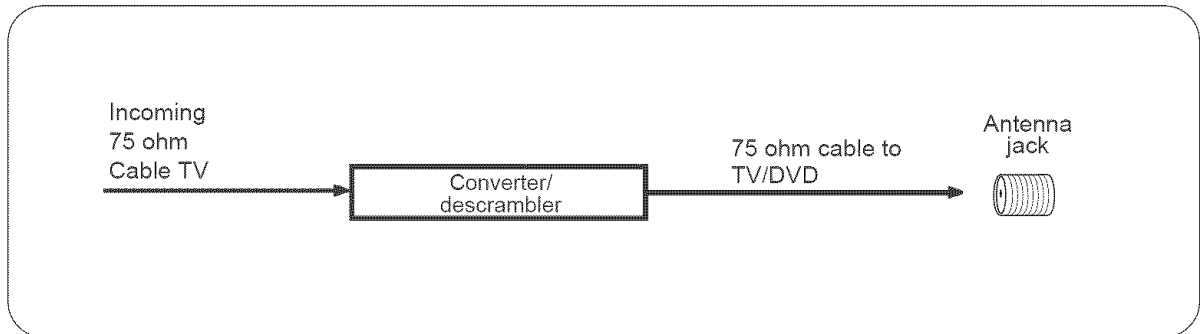 Incoming
75 ohm
Cable TV
Converter/
descrambler
75 ohm cable to
TV/DVD
Antenna
jack